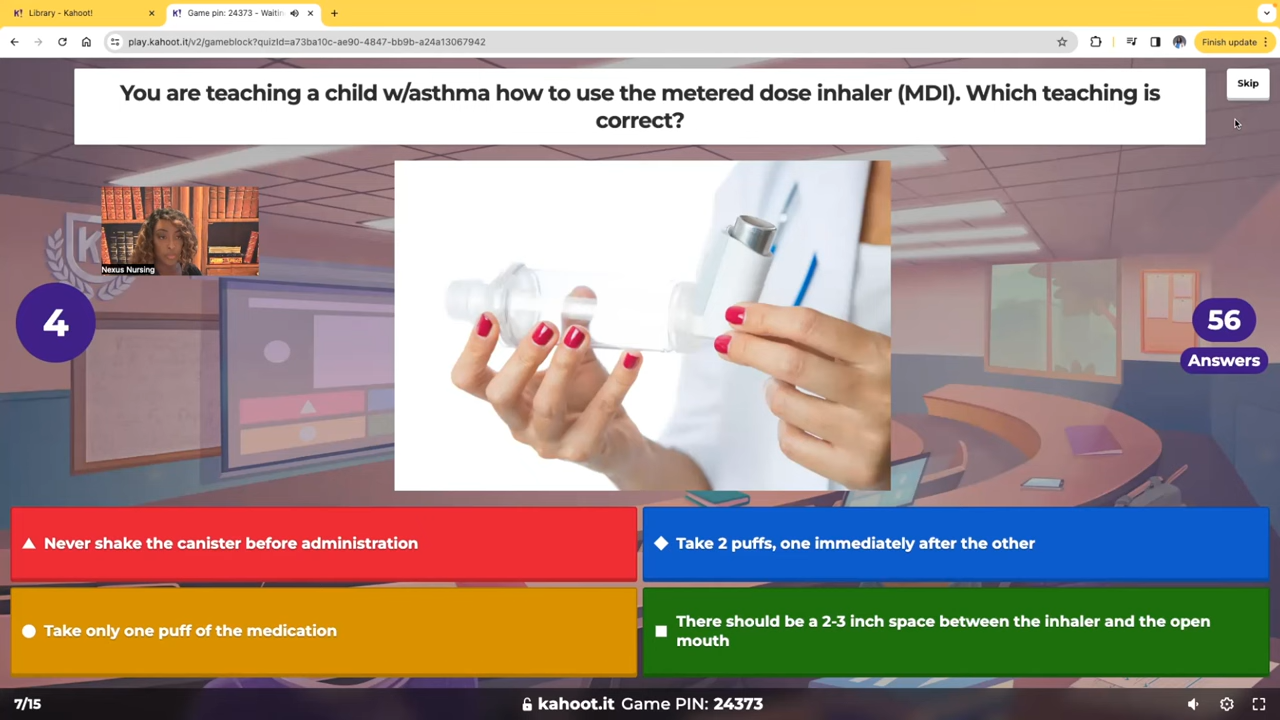 Library - Kahoot!
Game pin: 24373 - Waitin
play.kahoot.it/v2/gameblock?quizId=a73ba10c-ae90-4847-bb9b-a24a13067942
Finish update
You are teaching a child w/asthma how to use the metered dose inhaler (MDI). Which teaching is
correct?
Skip
Nexus Nursing
4
56
Answers
Never shake the canister before administration
Take 2 puffs, one immediately after the other
Take only one puff of the medication
There should be a 2-3 inch space between the inhaler and the open
mouth
7/15
kahoot.it Game PIN: 24373